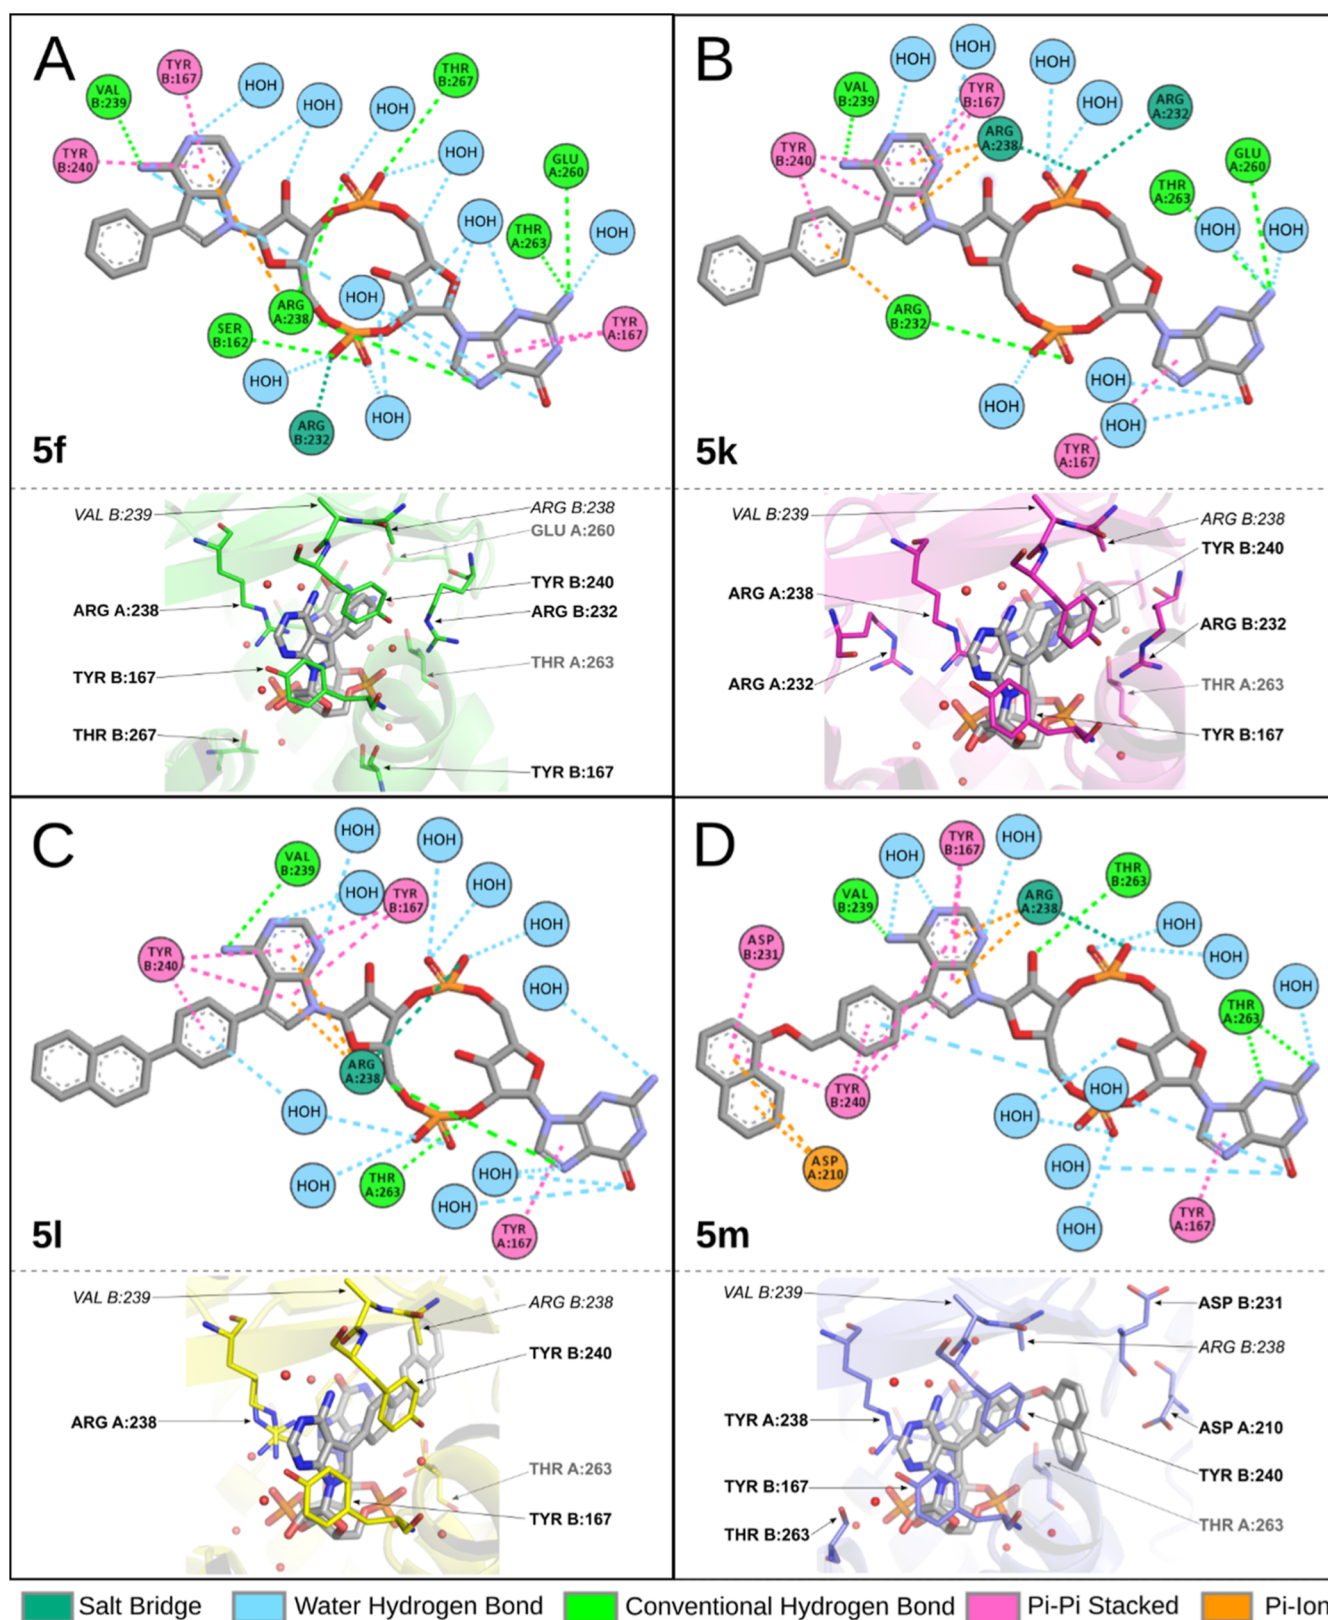 A
TYR
B:167
VAL
B:239
HOH
HOH
HOH
THR
B:267
TYR
B:240
HOH
GLU
A:260
HOH
THR
A:263
HOH
HOH
ARG
A:238
SER
B:162
TYR
A:167
HOH
HOH
ARG
B:232
5f
VAL B:239
ARG B:238
GLU A:260
TYR B:240
ARG A:238
ARG B:232
THR A:263
TYR B:167
THR B:267
TYR B:167
B
HOH
HOH
HOH
VAL
B:239
TYR
B:167
HOH
ARG
A:232
ARG
A:238
TYR
B:240
GLU
A:260
THR
A:263
HOH
HOH
ARG
B:232
HOH
HOH
HOH
TYR
A:167
5k
VAL B:239
ARG B:238
TYR B:240
ARG A:238
ARG B:232
ARG A:232
THR A:263
TYR B:167
C
HOH
HOH
VAL
B:239
HOH
HOH
TYR
B:167
HOH
TYR
B:240
HOH
ARG
A:238
HOH
HOH
THR
A:263
HOH
HOH
TYR
A:167
5l
VAL B:239
ARG B:238
TYR B:240
ARG A:238
THR A:263
TYR B:167
D
TYR
B:167
HOH
HOH
THR
B:263
VAL
B:239
ARG
A:238
HOH
ASP
B:231
HOH
HOH
THR
A:263
TYR
B:240
HOH
HOH
HOH
ASP
A:210
HOH
TYR
A:167
5m
VAL B:239
ASP B:231
ARG B:238
TYR A:238
ASP A:210
TYR B:167
TYR B:240
THR B:263
THR A:263
Salt Bridge Water Hydrogen Bond Conventional Hydrogen Bond Pi-Pi Stacked Pi-Ion